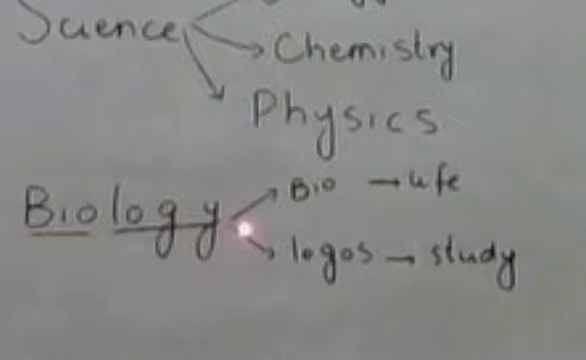 Science
→ Chemistry
→ Physics
Biology → Bio → life
→ logos → study